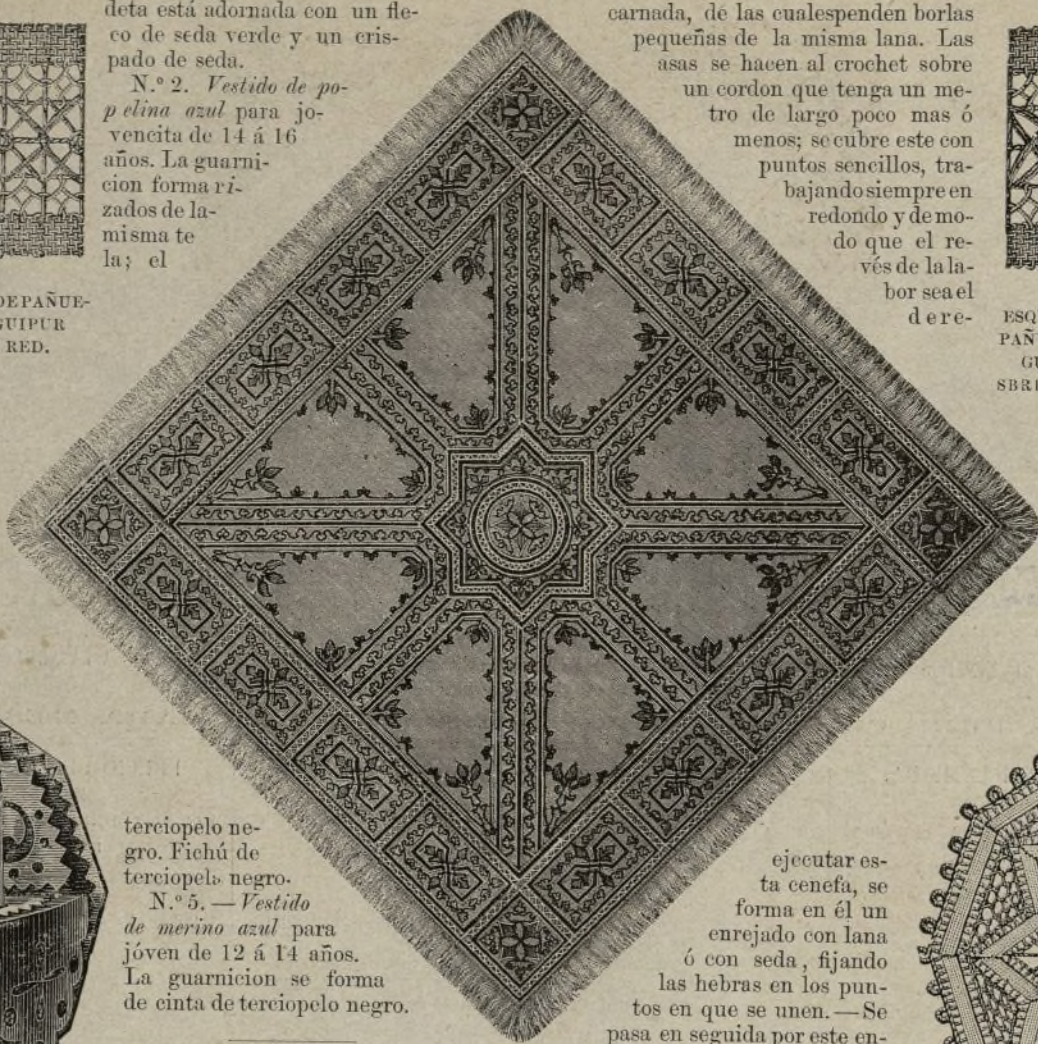 deta está adornada con un fle-
co de seda verde y un cris-
pado de seda.
N.º 2. Vestido de po-
pelina azul para jo-
vencita de 14 á 16
años. La guarni-
cion forma ri-
zados de la-
misma te
la; el
DE PAÑUE-
GUIPUR
RED.
terciopelo ne-
gro. Fichú de
terciopelo negro.
N.º 5. — Vestido
de merino azul para
jóven de 12 á 14 años.
La guarnicion se forma
de cinta de terciopelo negro.
carnada, de las cuales penden borlas
pequeñas de la misma lana. Las
asas se hacen al crochet sobre
un cordon que tenga un me-
tro de largo poco mas ó
menos; se cubre este con
puntos sencillos, tra-
bajando siempre en
redondo y de mo-
do que el re-
vés de la la-
bor sea el
dere-
ESQ
PAÑ
GU
SBRE
ejecutar es-
ta cenefa, se
forma en él un
enrejado con lana
ó con seda, fijando
las hebras en los pun-
tos en que se unen. — Se
pasa en seguida por este en-